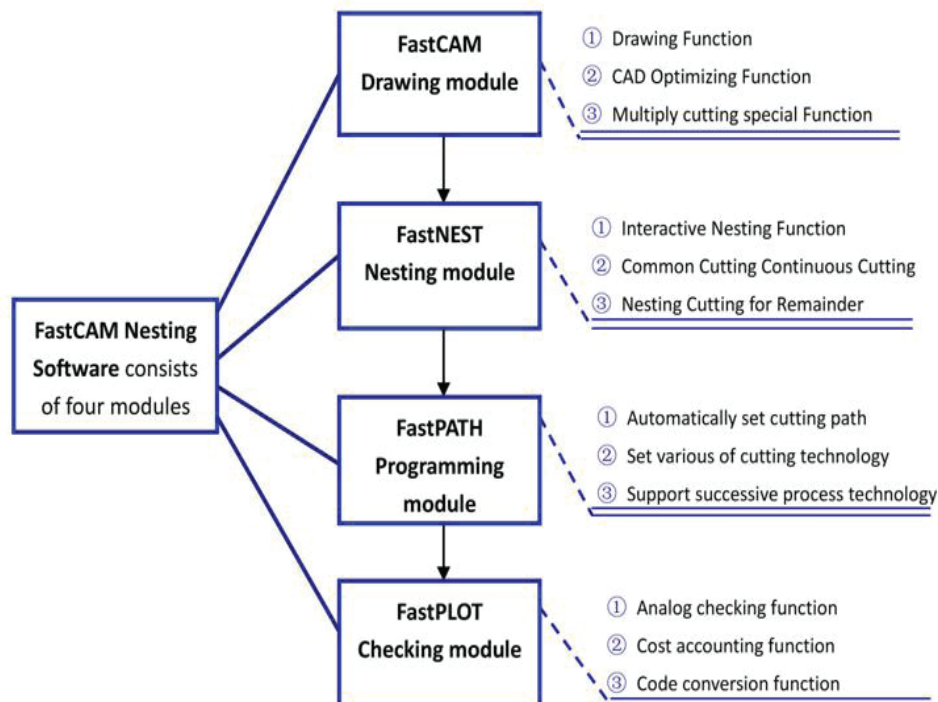 FastCAM
Drawing module
① Drawing Function
② CAD Optimizing Function
③ Multiply cutting special Function
FastNEST
Nesting module
① Interactive Nesting Function
② Common Cutting Continuous Cutting
③ Nesting Cutting for Remainder
FastCAM Nesting
Software consists
of four modules
FastPATH
Programming
module
① Automatically set cutting path
② Set various of cutting technology
③ Support successive process technology
FastPLOT
Checking module
① Analog checking function
② Cost accounting function
③ Code conversion function